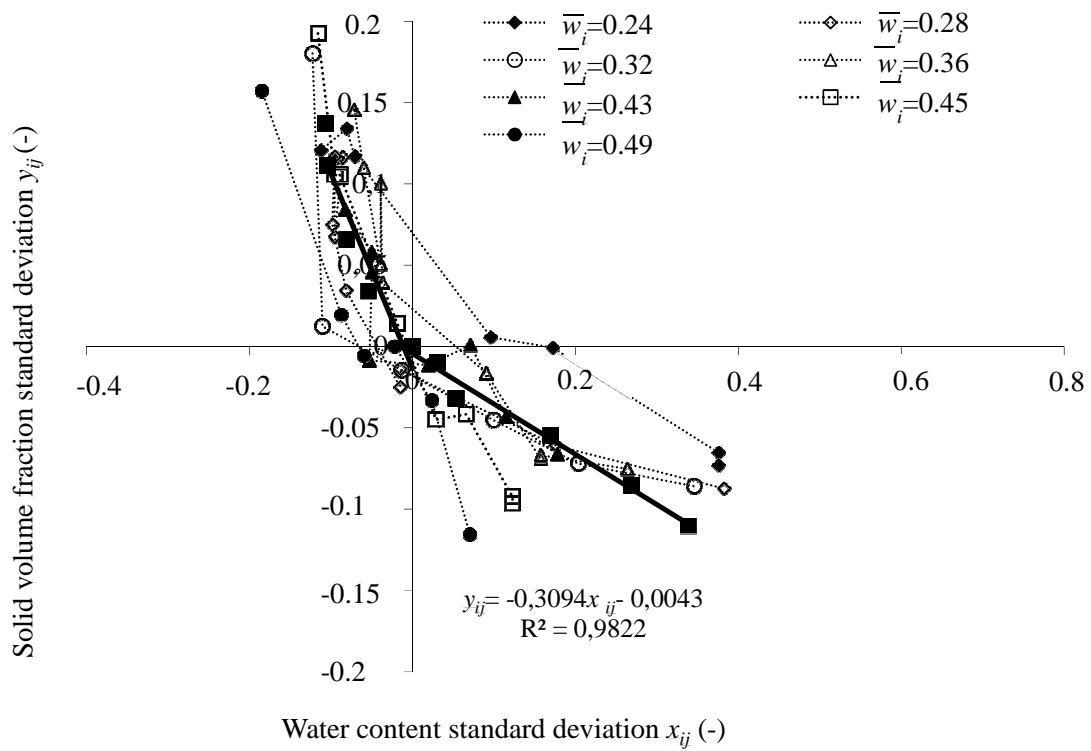 0.2
0,15
0,1
0,05
0
-0.05
-0.1
-0.15
-0.2
-0.4
-0.2
0
0.2
0.4
0.6
0.8
w̅i=0.24
w̅i=0.28
w̅i=0.32
w̅i=0.36
w̅i=0.43
w̅i=0.45
w̅i=0.49
yij= -0,3094xij- 0,0043
R² = 0,9822
Solid volume fraction standard deviation yij (-)
Water content standard deviation xij (-)